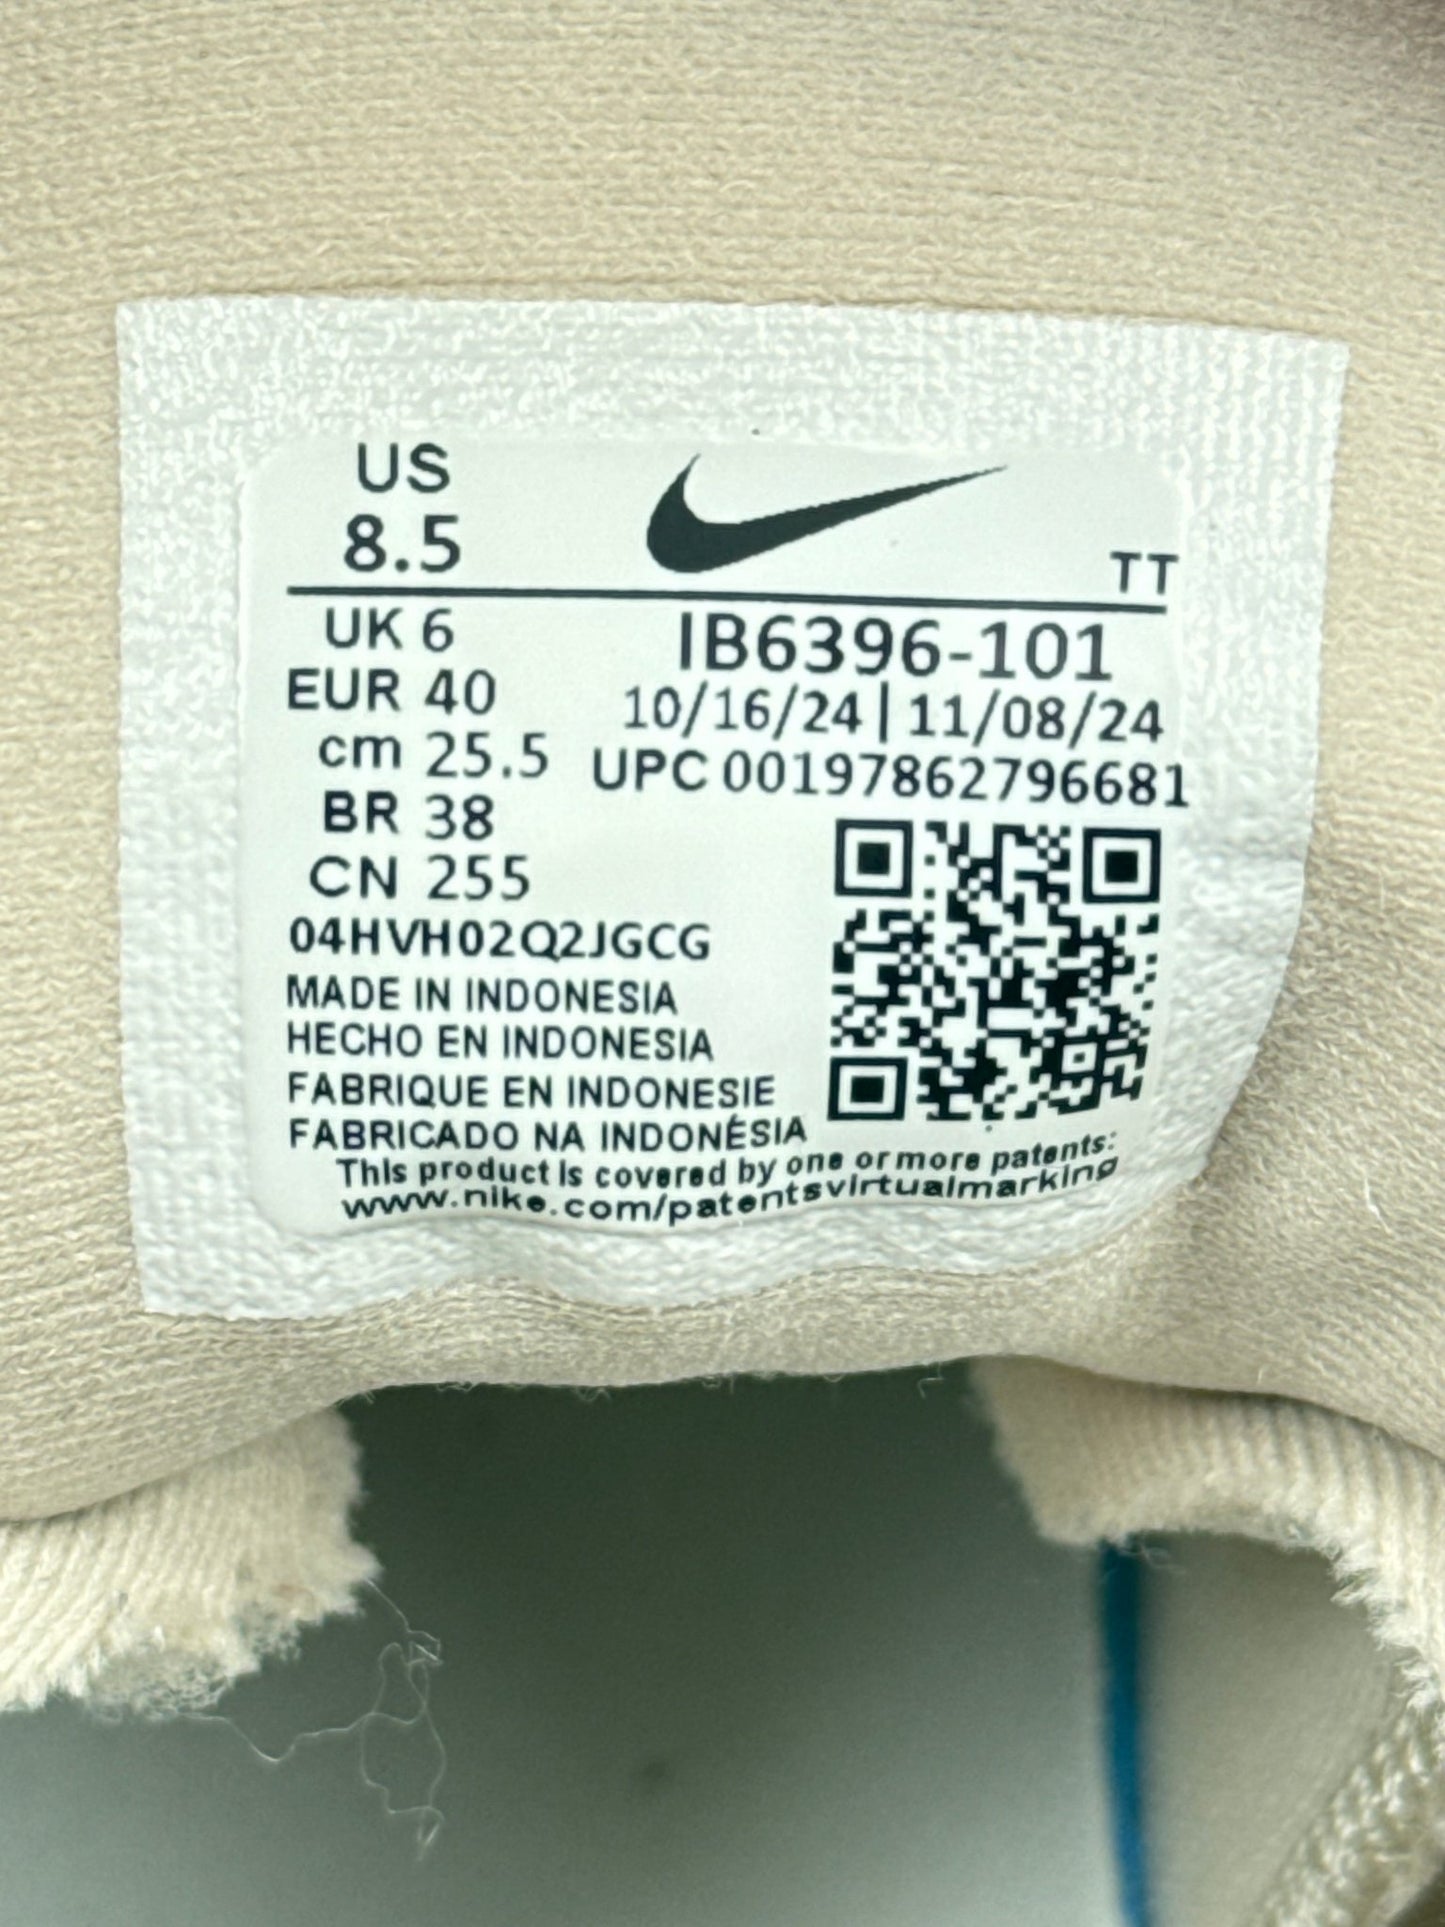 US
8.5
TT
UK 6
EUR 40
cm 25.5
BR 38
CN 255
IB6396-101
10/16/24 | 11/08/24
UPC 001978627966​81
04HVH02Q2JGCG
MADE IN INDONESIA
HECHO EN INDONESIA
FABRIQUE EN INDONESIE
FABRICADO NA INDONÉSIA
This product is covered by one or more patents:
www.nike.com/patentsvirtualmarking